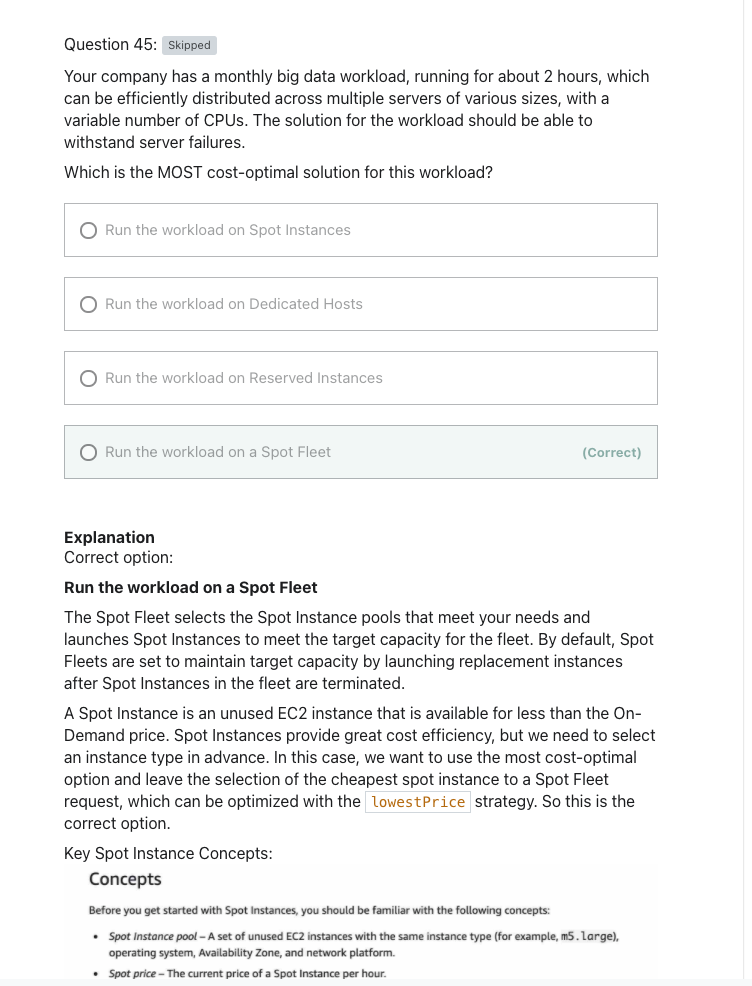 Question 45: Skipped
Your company has a monthly big data workload, running for about 2 hours, which
can be efficiently distributed across multiple servers of various sizes, with a
variable number of CPUs. The solution for the workload should be able to
withstand server failures.
Which is the MOST cost-optimal solution for this workload?
Run the workload on Spot Instances
Run the workload on Dedicated Hosts
Run the workload on Reserved Instances
Run the workload on a Spot Fleet (Correct)
Explanation
Correct option:
Run the workload on a Spot Fleet
The Spot Fleet selects the Spot Instance pools that meet your needs and
launches Spot Instances to meet the target capacity for the fleet. By default, Spot
Fleets are set to maintain target capacity by launching replacement instances
after Spot Instances in the fleet are terminated.
A Spot Instance is an unused EC2 instance that is available for less than the On-
Demand price. Spot Instances provide great cost efficiency, but we need to select
an instance type in advance. In this case, we want to use the most cost-optimal
option and leave the selection of the cheapest spot instance to a Spot Fleet
request, which can be optimized with the lowestPrice strategy. So this is the
correct option.
Key Spot Instance Concepts:
Concepts
Before you get started with Spot Instances, you should be familiar with the following concepts:
• Spot Instance pool – A set of unused EC2 instances with the same instance type (for example, m5.large),
operating system, Availability Zone, and network platform.
• Spot price – The current price of a Spot Instance per hour.